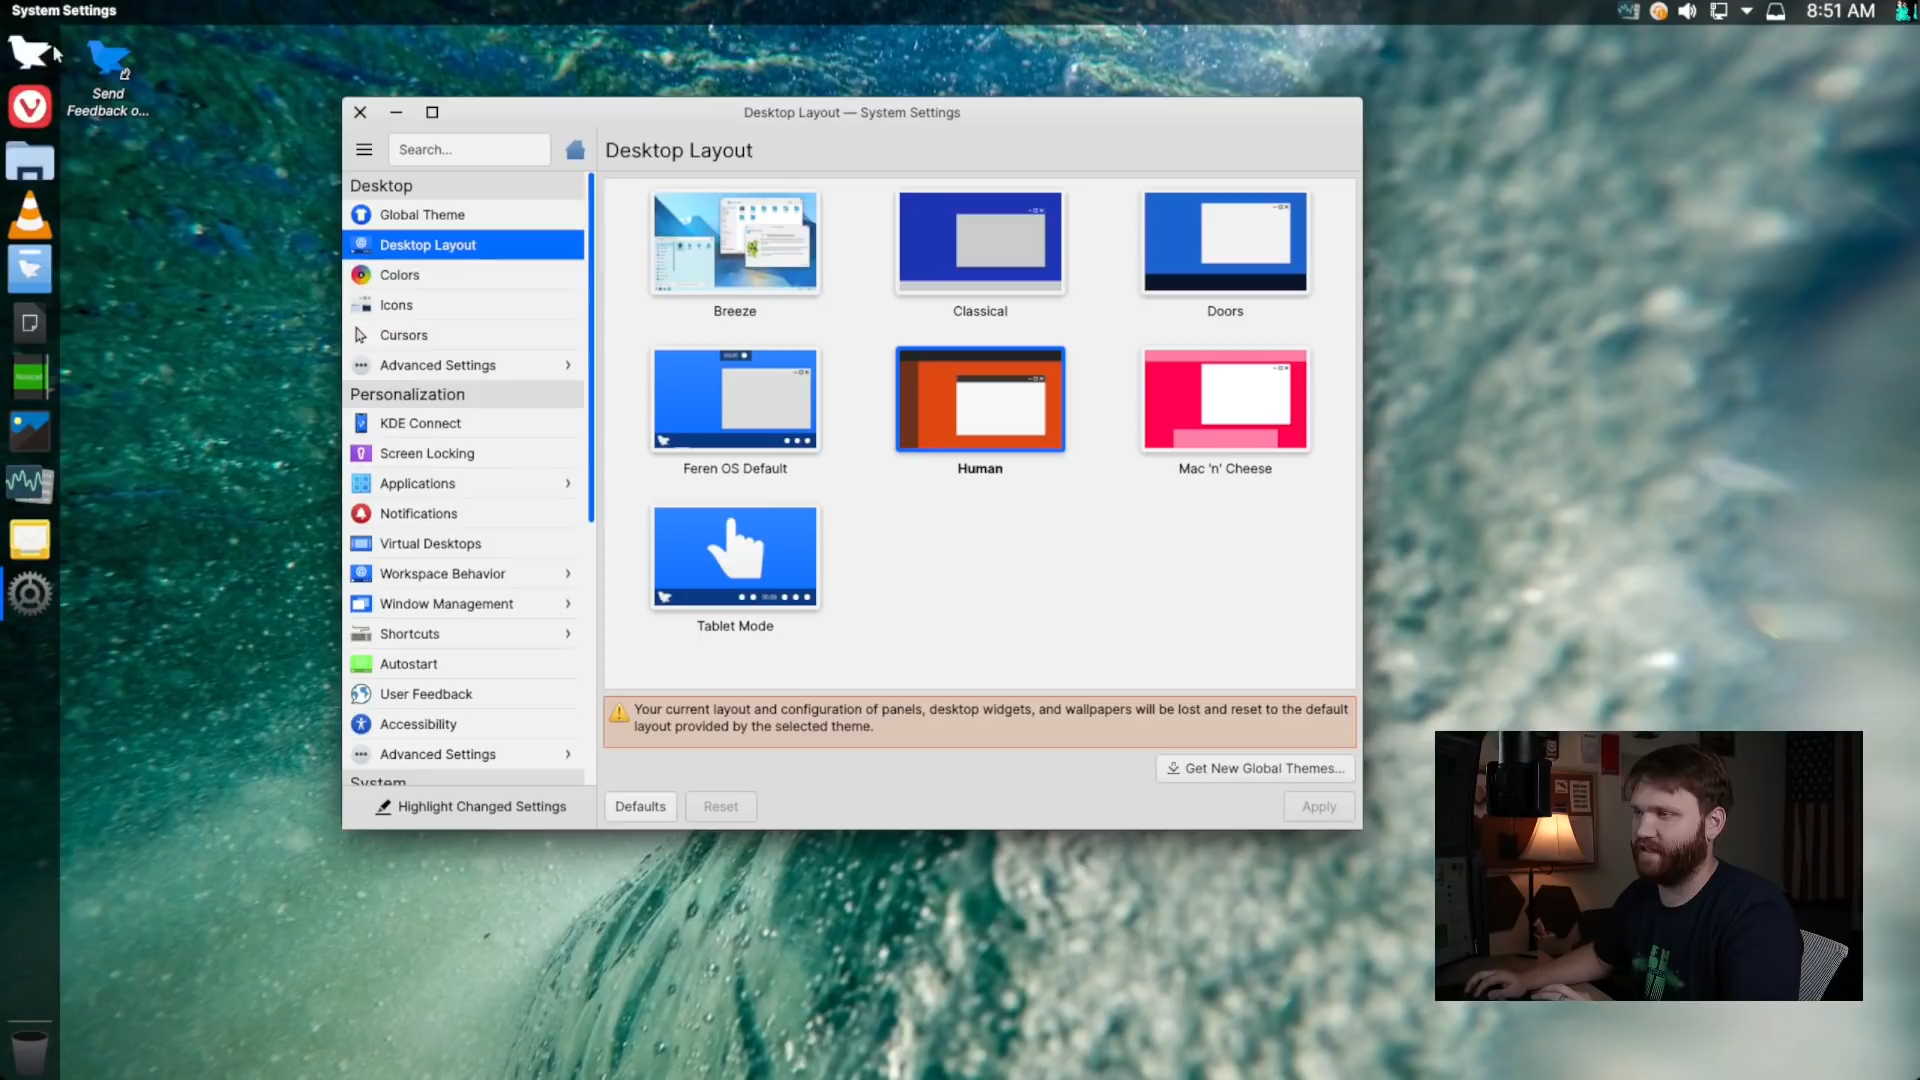 System Settings
8:51 AM
Send
Feedback o...
Desktop Layout — System Settings
Search...
Desktop Layout
Desktop
Global Theme
Desktop Layout
Colors
Icons
Cursors
Advanced Settings
Personalization
KDE Connect
Screen Locking
Applications
Notifications
Virtual Desktops
Workspace Behavior
Window Management
Shortcuts
Autostart
User Feedback
Accessibility
Advanced Settings
System
Highlight Changed Settings
Breeze
Classical
Doors
Feren OS Default
Human
Mac 'n' Cheese
Tablet Mode
Your current layout and configuration of panels, desktop widgets, and wallpapers will be lost and reset to the default
layout provided by the selected theme.
Get New Global Themes...
Defaults
Reset
Apply